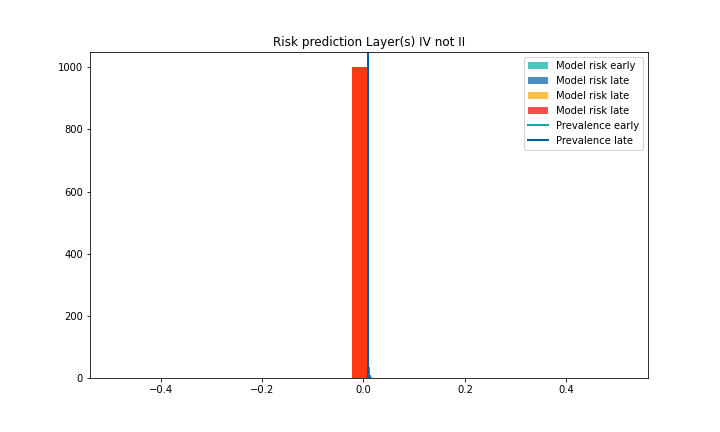 Risk prediction Layer(s) IV not II
1000
800
600
400
200
0
−0.4
−0.2
0.0
0.2
0.4
Model risk early
Model risk late
Model risk late
Model risk late
Prevalence early
Prevalence late